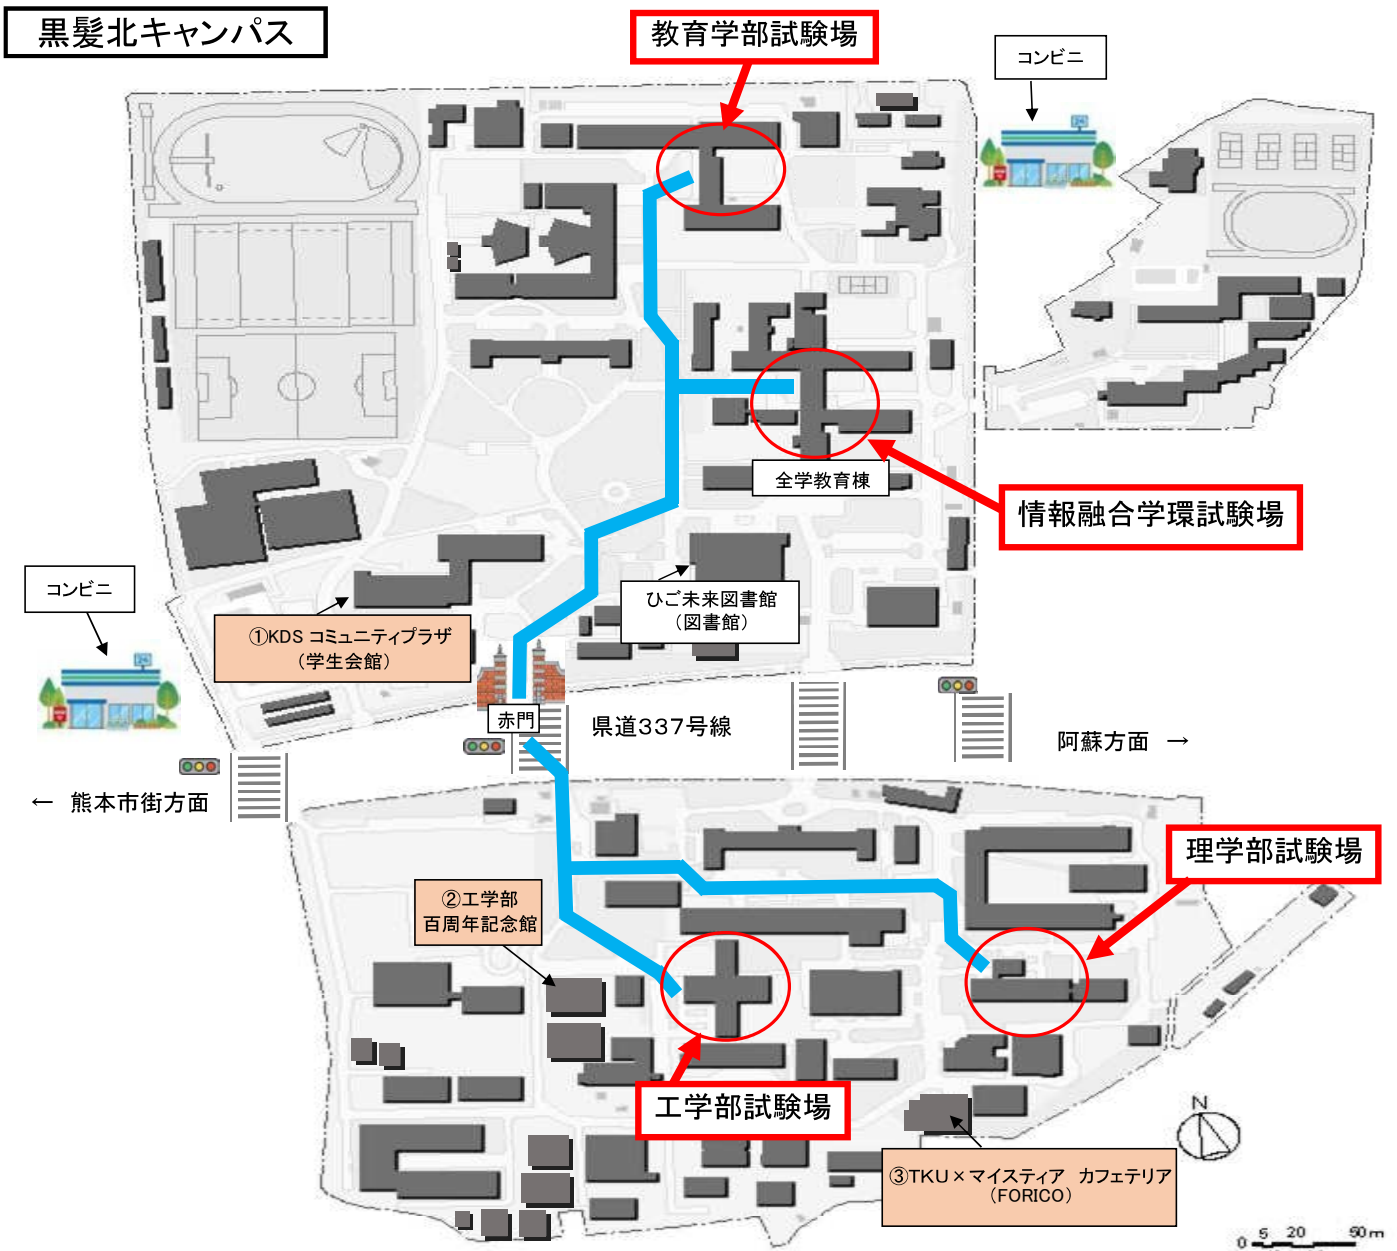 黒髪北キャンパス
教育学部試験場
コンビニ
全学教育棟
情報融合学環試験場
コンビニ
ひご未来図書館
（図書館）
①KDS コミュニティプラザ
（学生会館）
赤門
県道337号線
阿蘇方面 →
← 熊本市街方面
理学部試験場
②工学部
百周年記念館
工学部試験場
N
③TKU×マイスティア カフェテリア
（FORICO）
0 5 20 50m